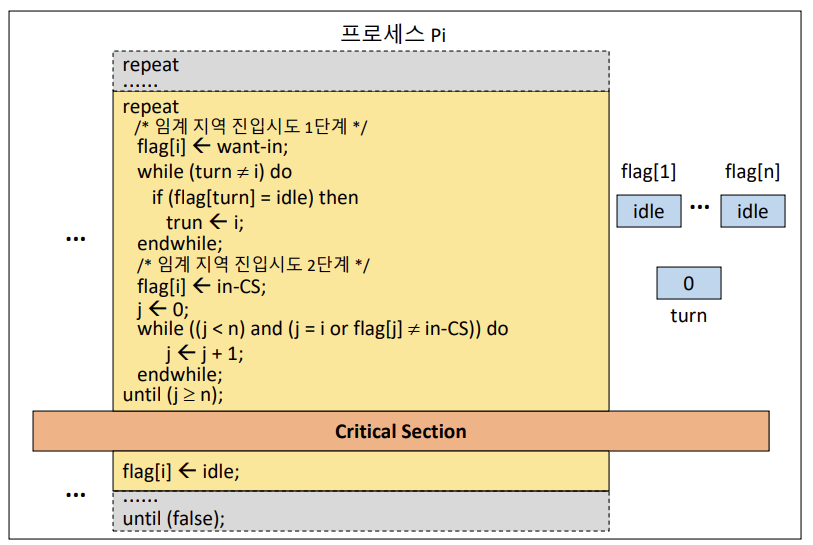 프로세스 Pi
repeat
......
repeat
/* 임계 지역 진입시도 1단계 */
flag[i] ← want-in;
while (turn ≠ i) do
if (flag[turn] = idle) then
trun ← i;
endwhile;
/* 임계 지역 진입시도 2단계 */
flag[i] ← in-CS;
j ← 0;
while ((j < n) and (j = i or flag[j] ≠ in-CS)) do
j ← j + 1;
endwhile;
until (j ≥ n);
...
flag[1]
flag[n]
idle
...
idle
0
turn
Critical Section
flag[i] ← idle;
...
......
until (false);